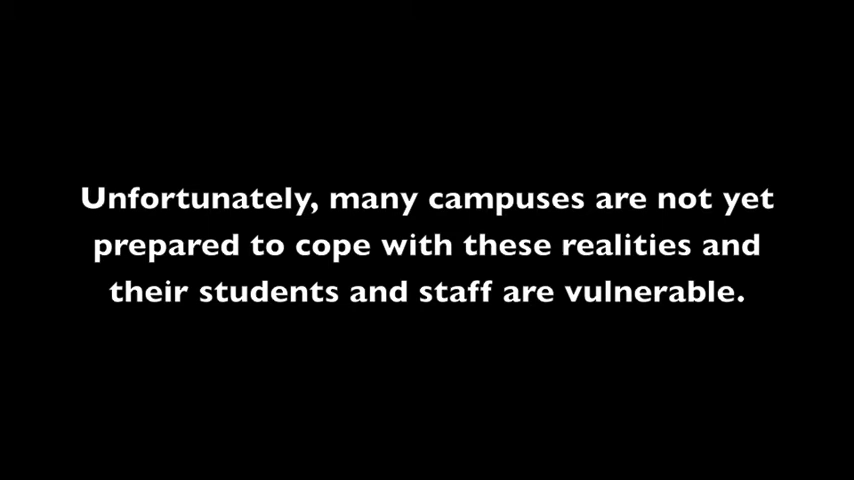 Unfortunately, many campuses are not yet
prepared to cope with these realities and
their students and staff are vulnerable.